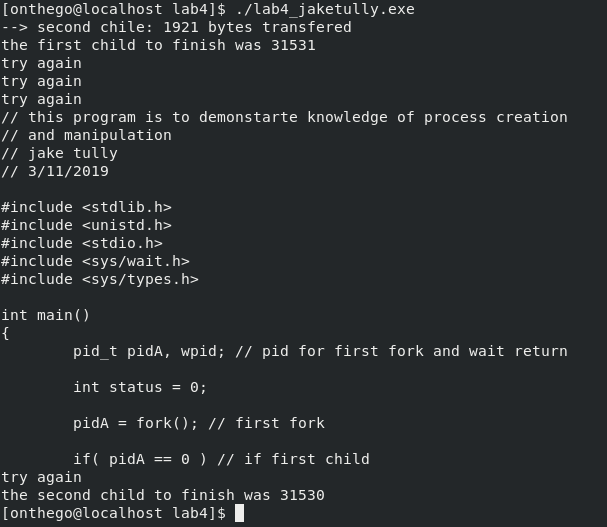 [onthego@localhost lab4]$ ./lab4_jaketully.exe
--> second chile: 1921 bytes transfered
the first child to finish was 31531
try again
try again
try again
// this program is to demonstarte knowledge of process creation
// and manipulation
// jake tully
// 3/11/2019
#include <stdlib.h>
#include <unistd.h>
#include <stdio.h>
#include <sys/wait.h>
#include <sys/types.h>
int main()
{
pid_t pidA, wpid; // pid for first fork and wait return
int status = 0;
pidA = fork(); // first fork
if( pidA == 0 ) // if first child
try again
the second child to finish was 31530
[onthego@localhost lab4]$